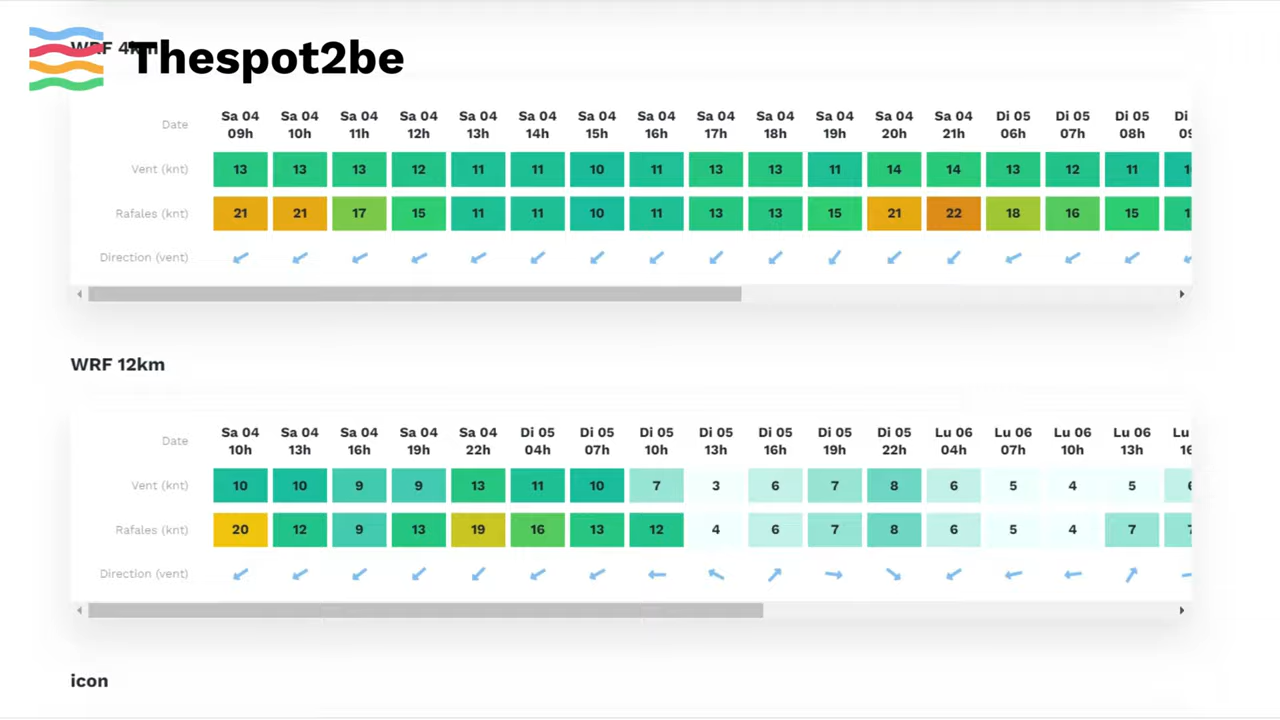 WRF 4km
Thespot2be
Date Sa 04 09h Sa 04 10h Sa 04 11h Sa 04 12h Sa 04 13h Sa 04 14h Sa 04 15h Sa 04 16h Sa 04 17h Sa 04 18h Sa 04 19h Sa 04 20h Sa 04 21h Di 05 06h Di 05 07h Di 05 08h Di
Vent (knt) 13 13 13 12 11 11 10 11 13 13 11 14 14 13 12 11
Rafales (knt) 21 21 17 15 11 11 10 11 13 13 15 21 22 18 16 15
Direction (vent)
WRF 12km
Date Sa 04 10h Sa 04 13h Sa 04 16h Sa 04 19h Sa 04 22h Di 05 04h Di 05 07h Di 05 10h Di 05 13h Di 05 16h Di 05 19h Di 05 22h Lu 06 04h Lu 06 07h Lu 06 10h Lu 06 13h Lu
Vent (knt) 10 10 9 9 13 11 10 7 3 6 7 8 6 5 4 5
Rafales (knt) 20 12 9 13 19 16 13 12 4 6 7 8 6 5 4 7
Direction (vent)
icon